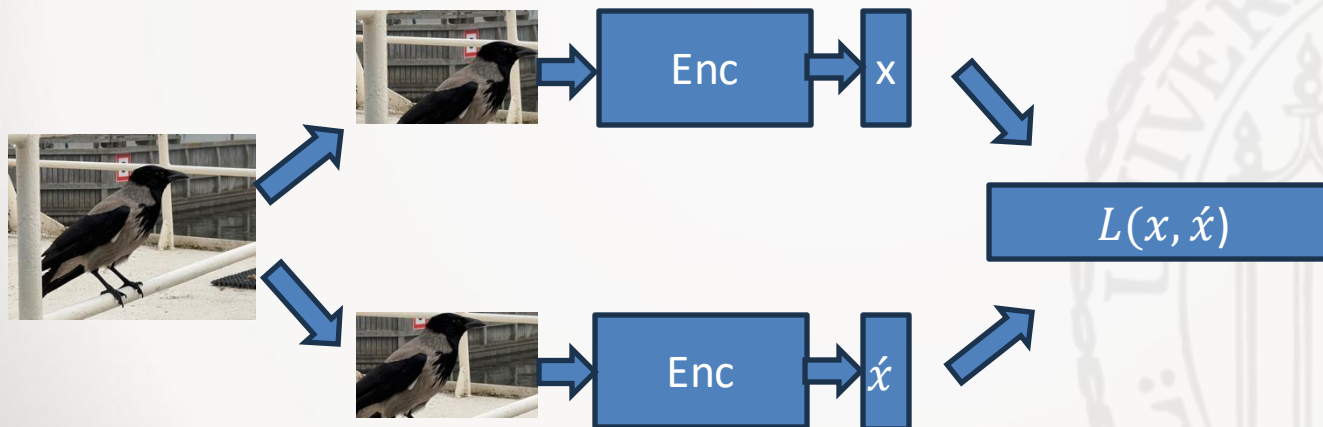 Enc
x
L(x, x́)
Enc
x́